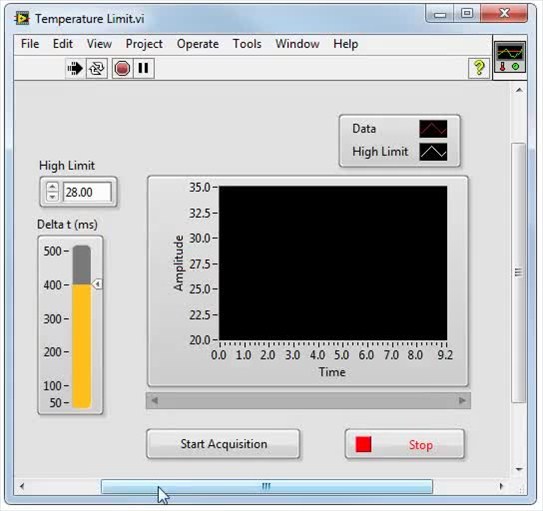 Temperature Limit.vi
File Edit View Project Operate Tools Window Help
?
Data
High Limit
High Limit
28.00
Delta t (ms)
500
400
300
200
100
50
35.0
32.5
30.0
27.5
25.0
22.5
20.0
Amplitude
0.0 1.0 2.0 3.0 4.0 5.0 6.0 7.0 8.0 9.2
Time
Start Acquisition
Stop